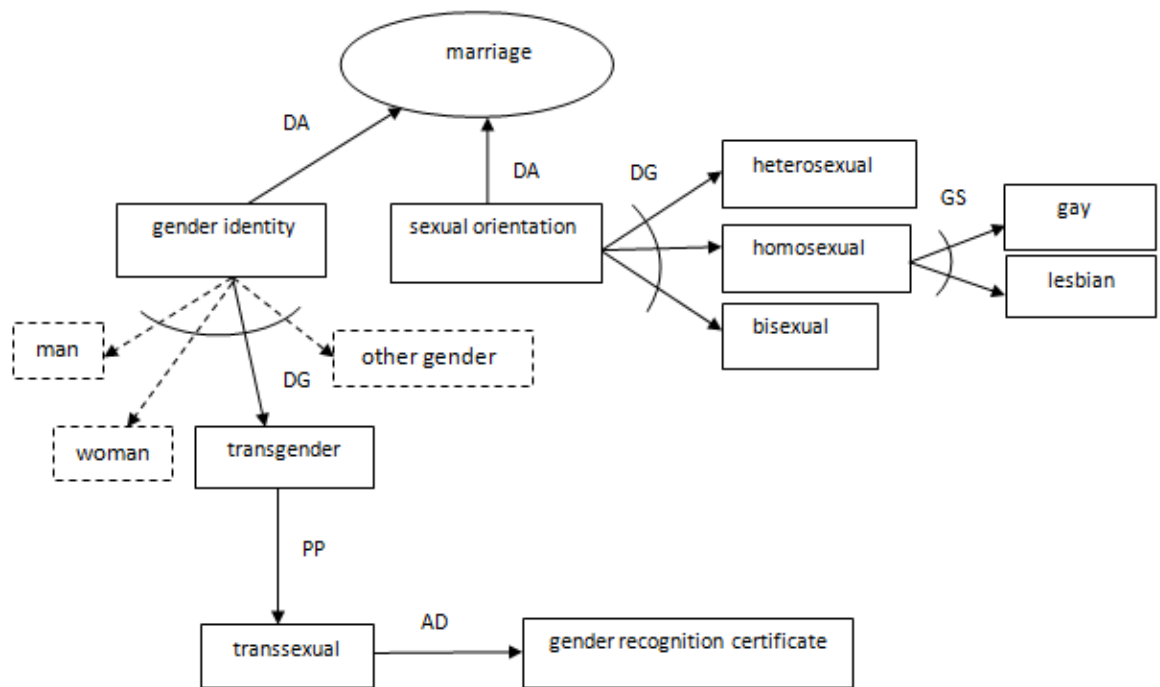 marriage
DA
DA
DG
heterosexual
GS
gay
gender identity
sexual orientation
homosexual
lesbian
bisexual
man
other gender
DG
woman
transgender
PP
transsexual
AD
gender recognition certificate